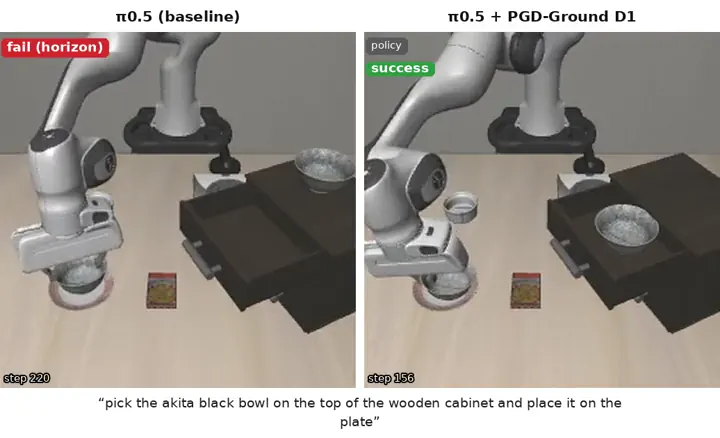 π0.5 (baseline)
π0.5 + PGD-Ground D1
fail (horizon)
policy
success
step 220
step 156
“pick the akita black bowl on the top of the wooden cabinet and place it on the
plate”